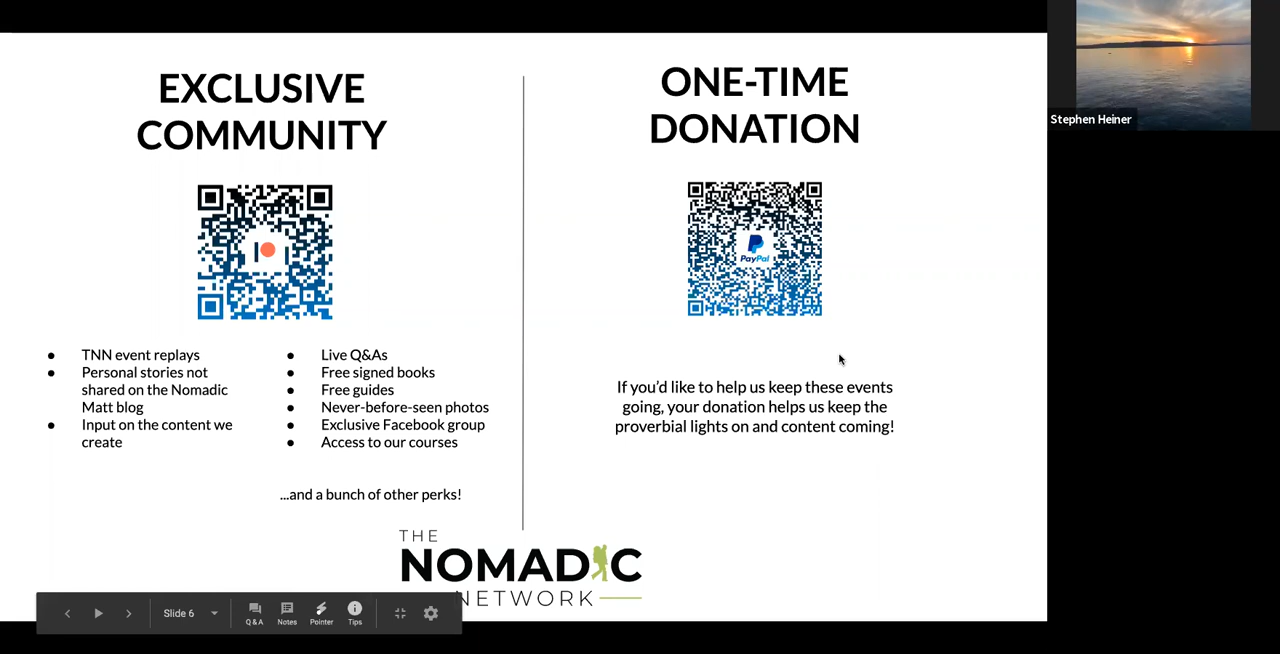 EXCLUSIVE
COMMUNITY
TNN event replays
Personal stories not
shared on the Nomadic
Matt blog
Input on the content we
create
Live Q&As
Free signed books
Free guides
Never-before-seen photos
Exclusive Facebook group
Access to our courses
...and a bunch of other perks!
ONE-TIME
DONATION
PayPal
If you’d like to help us keep these events
going, your donation helps us keep the
proverbial lights on and content coming!
THE
NOMADIC
NETWORK
Slide 6
Q & A
Notes
Pointer
Tips
Stephen Heiner